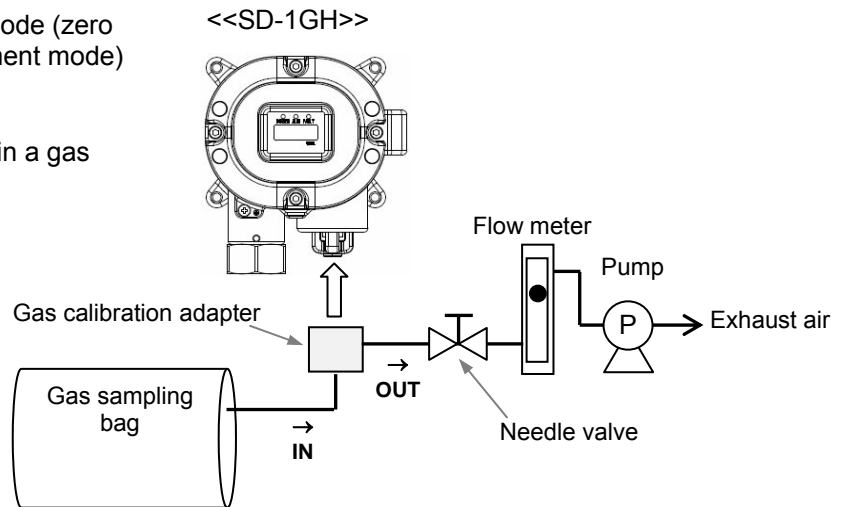 ode (zero
<<SD-1GH>>
nent mode)
in a gas
Flow meter
Pump
Gas calibration adapter
P
Exhaust air
→
OUT
Gas sampling
bag
→
IN
Needle valve